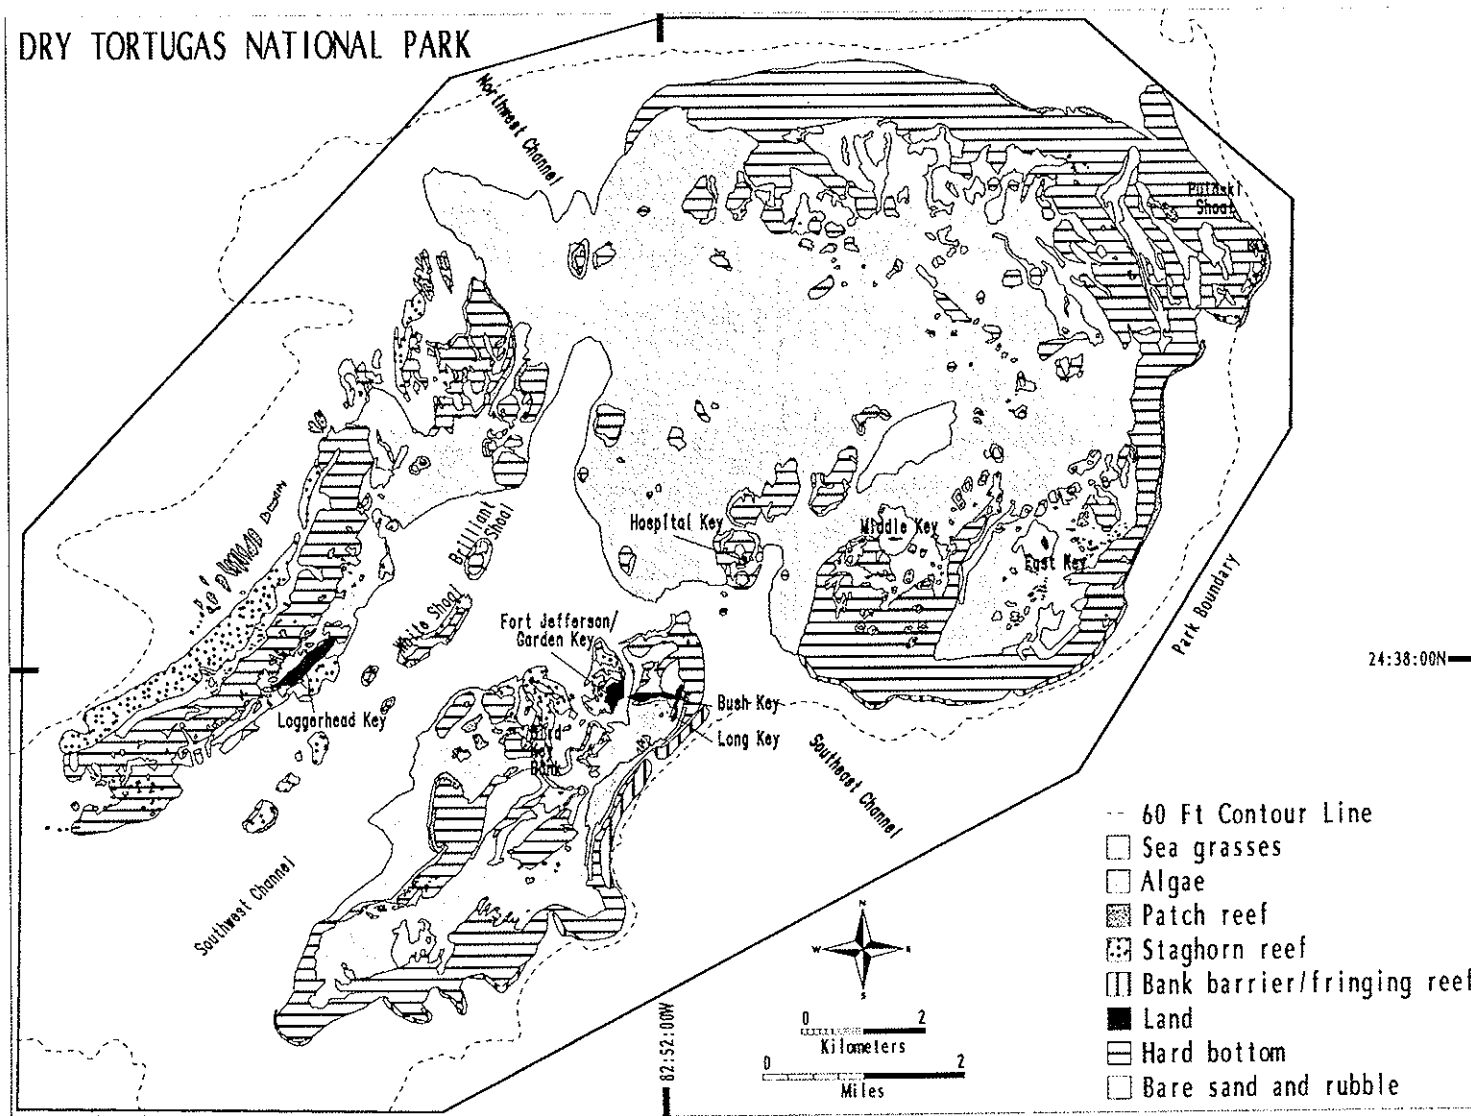 DRY TORTUGAS NATIONAL PARK
Northwest Channel
Pulaski
Shoal
Hospital Key
Middle Key
East Key
Brilliant
Shoal
White Shoal
Fort Jefferson/
Garden Key
Park Boundary
24:38:00N
Loggerhead Key
Bush Key
Long Key
Bird
Key
Bank
Southeast Channel
Southwest Channel
82:52:00W
N
W
E
S
0 2
Kilometers
0 2
Miles
60 Ft Contour Line
Sea grasses
Algae
Patch reef
Staghorn reef
Bank barrier/fringing reef
Land
Hard bottom
Bare sand and rubble